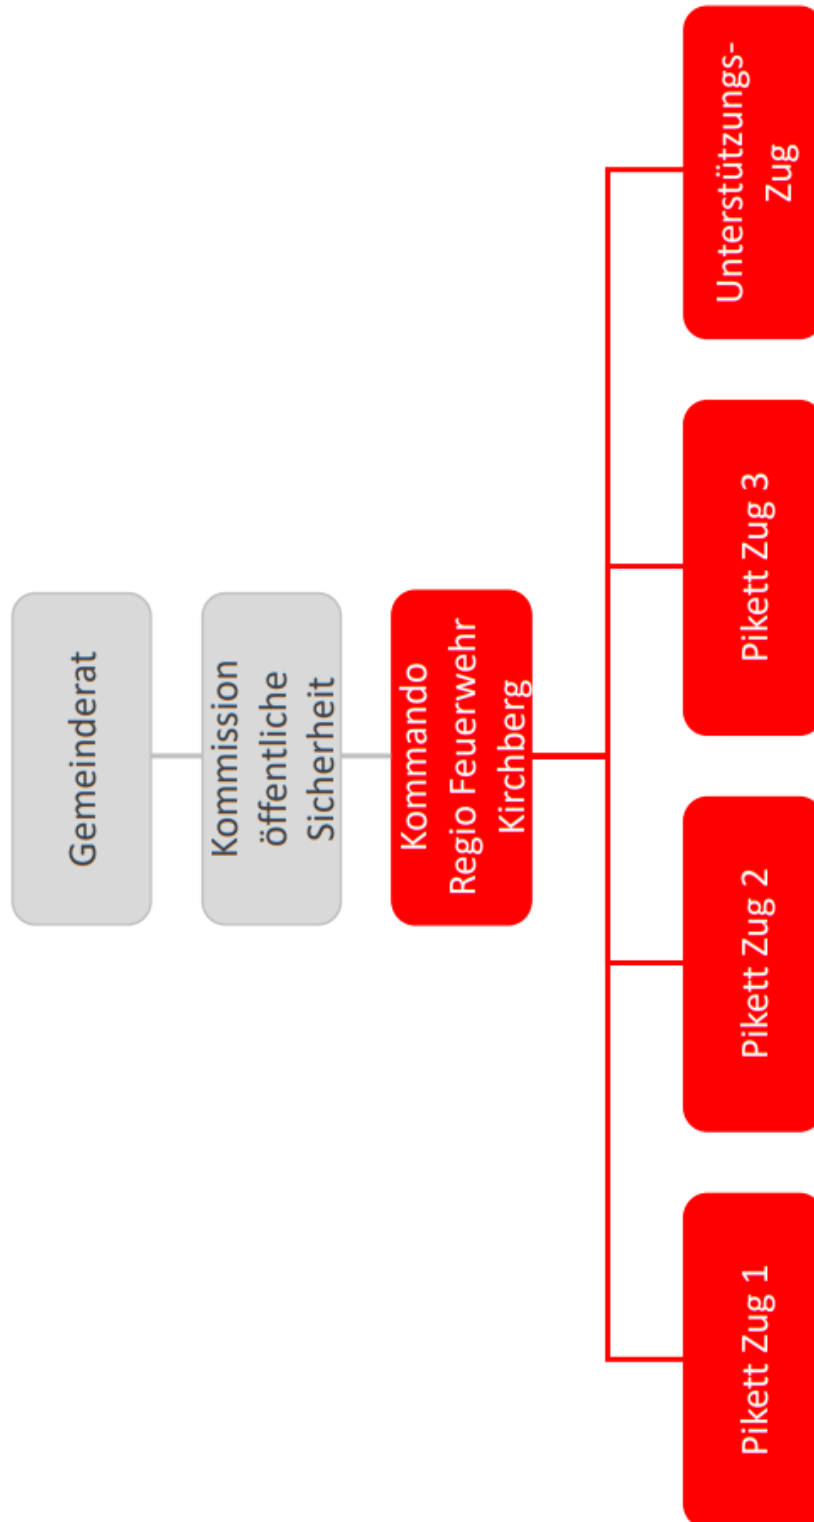 Gemeinderat
Kommission
öffentliche
Sicherheit
Kommando
Regio Feuerwehr
Kirchberg
Pikett Zug 1
Pikett Zug 2
Pikett Zug 3
Unterstützungs-
Zug